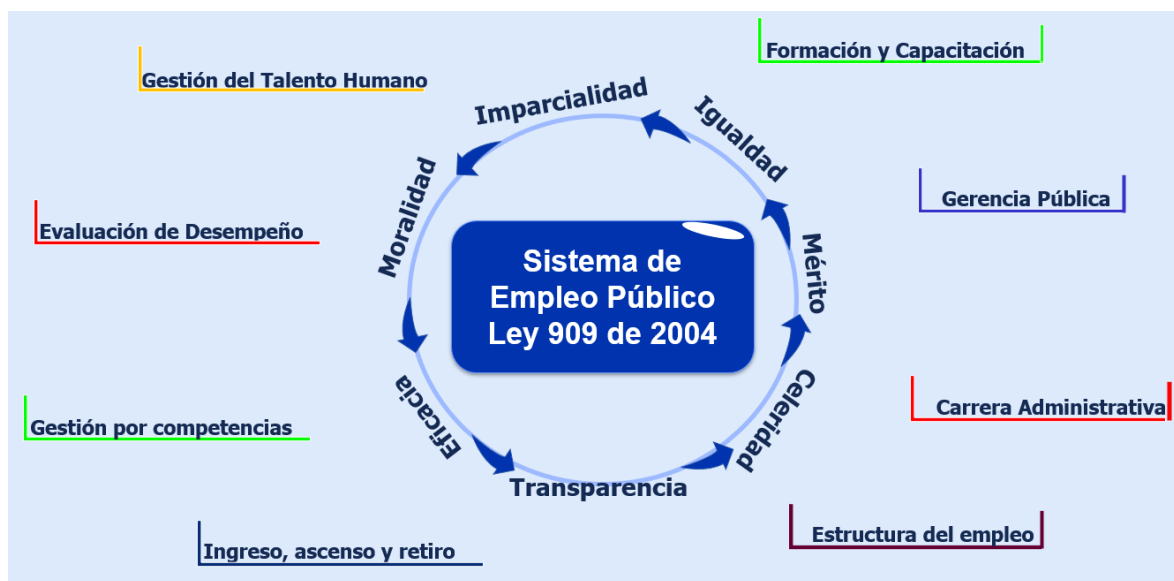 Formación y Capacitación
Gestión del Talento Humano
Imparcialidad
Igualdad
Gerencia Pública
Moralidad
Evaluación de Desempeño
Mérito
Sistema de
Empleo Público
Ley 909 de 2004
Celeridad
Carrera Administrativa
Eficacia
Gestión por competencias
Transparencia
Estructura del empleo
Ingreso, ascenso y retiro